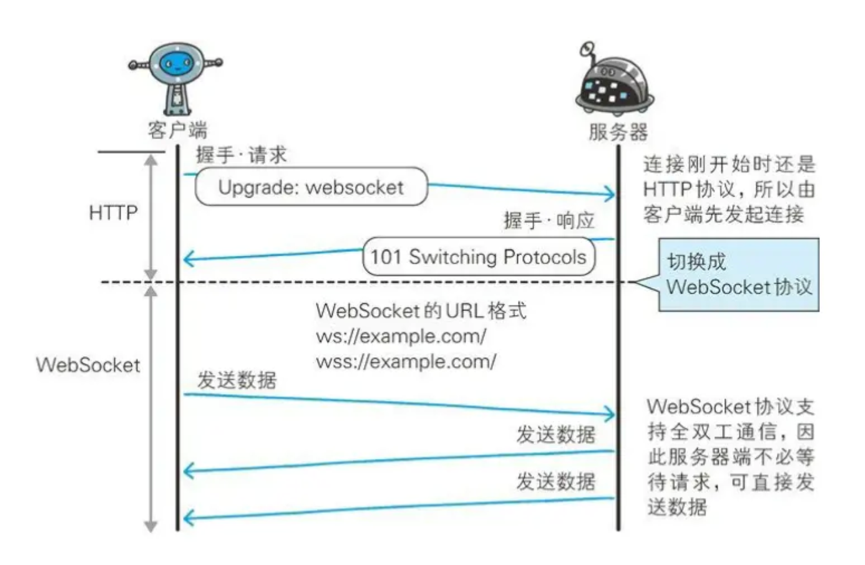 客户端
服务器
握手·请求
Upgrade: websocket
连接刚开始时还是
HTTP协议，所以由
客户端先发起连接
HTTP
握手·响应
101 Switching Protocols
切换成
WebSocket协议
WebSocket的URL格式
ws://example.com/
wss://example.com/
WebSocket
发送数据
发送数据
发送数据
WebSocket协议支
持全双工通信，因
此服务器端不必等
待请求，可直接发
送数据